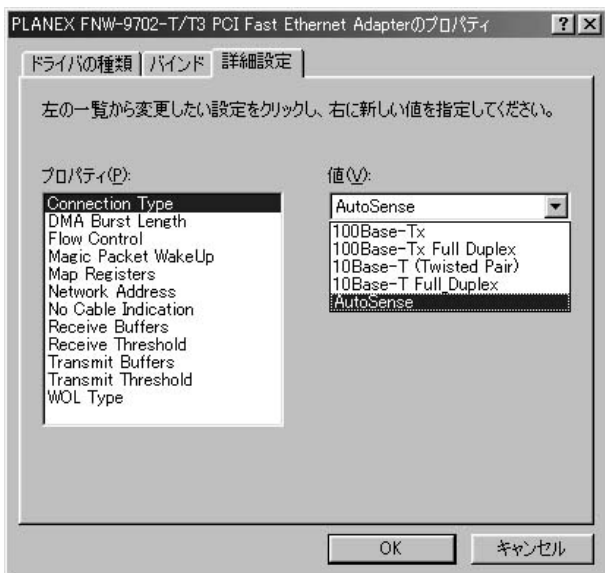 PLANEX FNW-9702-T/T3 PCI Fast Ethernet Adapterのプロパティ
ドライバの種類 バインド 詳細設定
左の一覧から変更したい設定をクリックし、右に新しい値を指定してください。
プロパティ(P):
Connection Type
DMA Burst Length
Flow Control
Magic Packet WakeUp
Map Registers
Network Address
No Cable Indication
Receive Buffers
Receive Threshold
Transmit Buffers
Transmit Threshold
WOL Type
値(V):
AutoSense
100Base-Tx
100Base-Tx Full Duplex
10Base-T (Twisted Pair)
10Base-T Full_Duplex
AutoSense
OK キャンセル